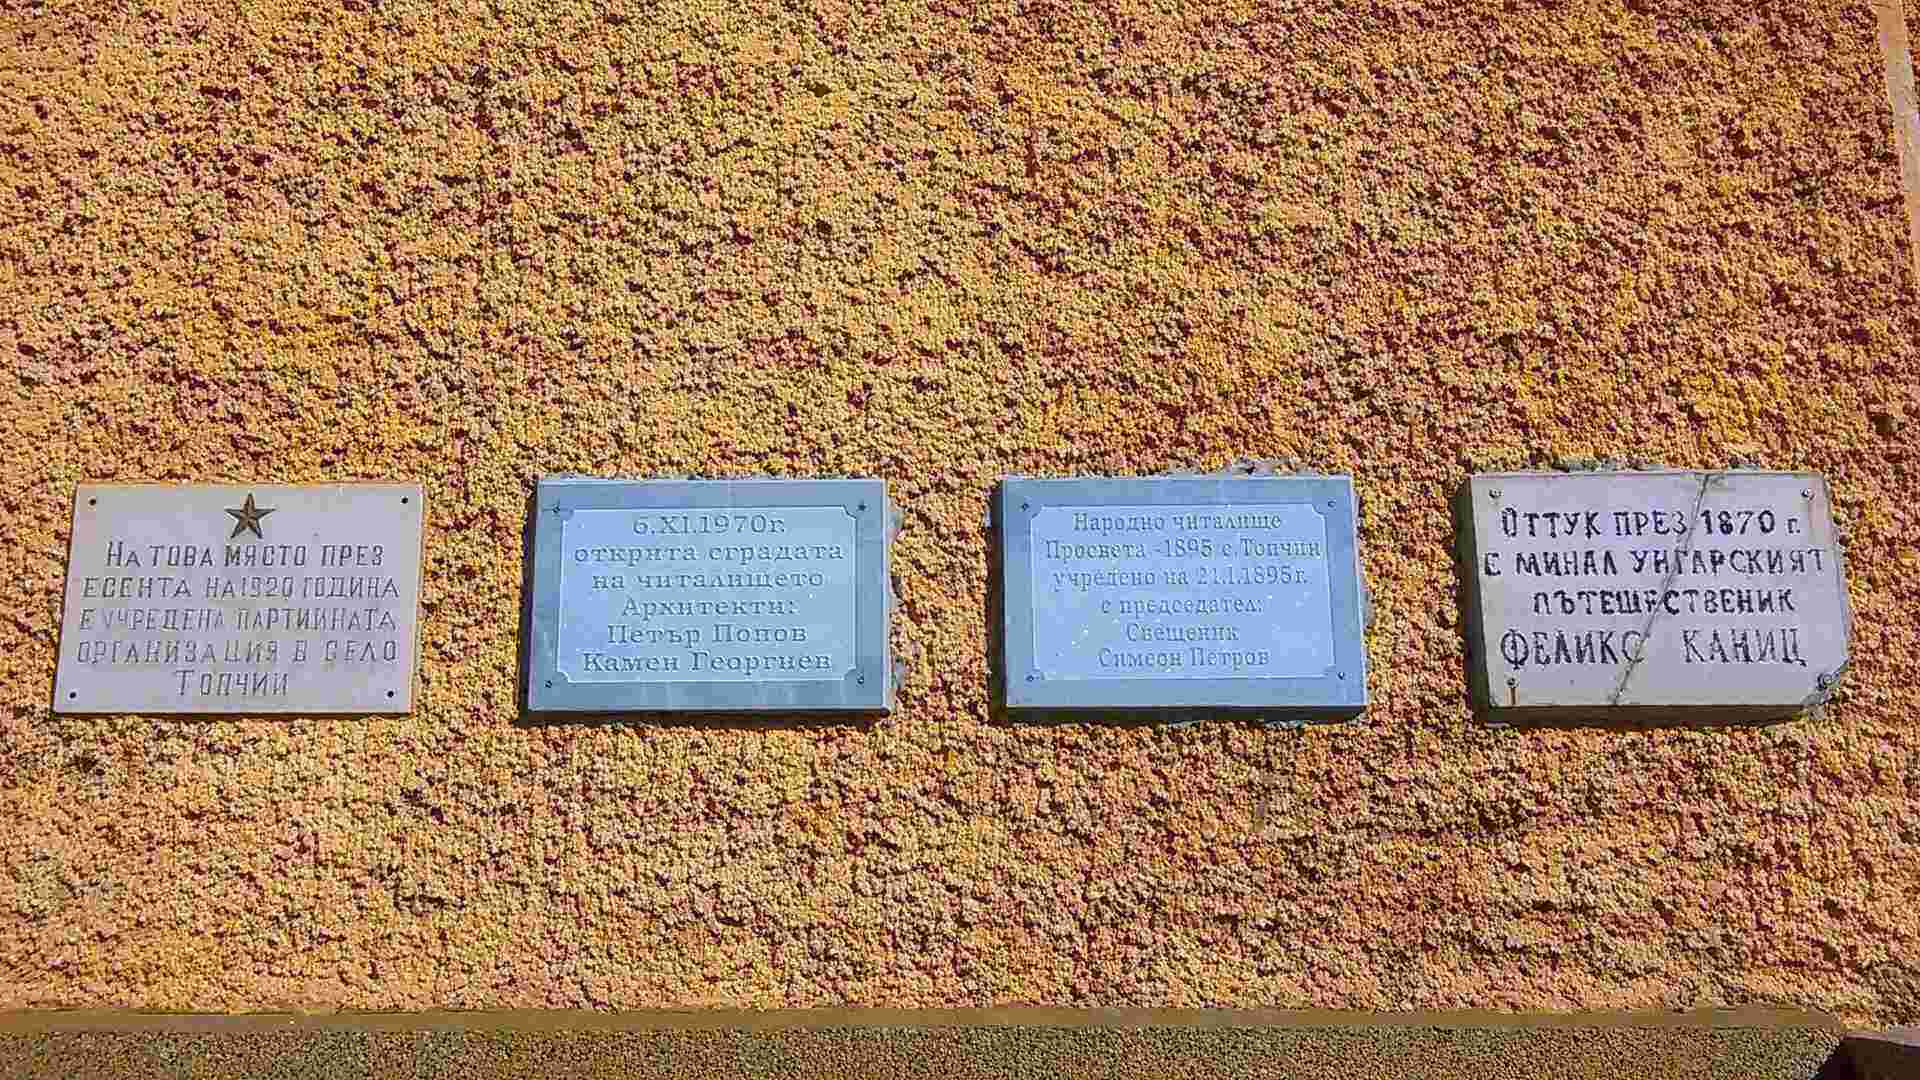 НА ТОВА МЯСТО ПРЕЗ
ЕСЕНТА НА 1920 ГОДИНА
Е УЧРЕДЕНА ПАРТИЙНАТА
ОРГАНИЗАЦИЯ В СЕЛО
ТОПЧИИ
6.XI.1970г.
открита сградата
на читалището
Архитекти:
Петър Попов
Камен Георгиев
Народно читалище
Просвета -1895 с. Топчии
учредено на 21.1.1895г.
с председател:
Свещеник
Симеон Петров
ОТТУК ПРЕЗ 1870 г.
Е МИНАЛ УНГАРСКИЯТ
ПЪТЕШЕСТВЕНИК
ФЕЛИКС КАНИЦ